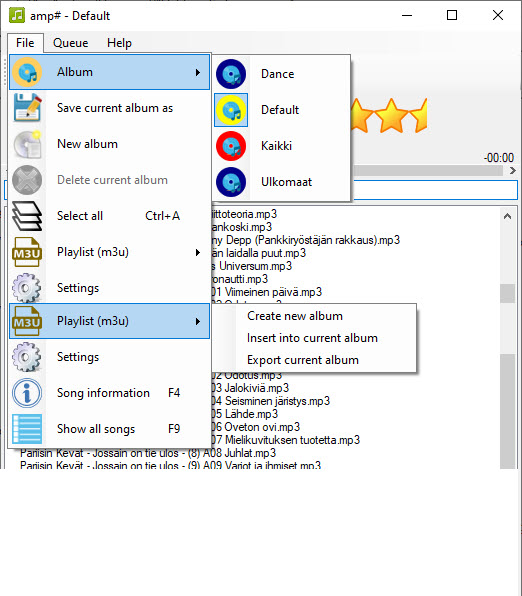 amp# - Default
File Queue Help
Album
Dance
Save current album as
Default
New album
Kaikki
-00:00
Delete current album
Ulkomaat
Select all Ctrl+A
iittoteoria.mp3
ankoski.mp3
Playlist (m3u)
ny Depp (Pankkiryöstäjän rakkaus).mp3
än laidalla puut.mp3
s Universum.mp3
Settings
ronautti.mp3
01 Viimeinen päivä.mp3
Playlist (m3u)
Create new album
Insert into current album
Settings
Export current album
02 Odotus.mp3
03 Jalokiviä.mp3
Song information F4
04 Seisminen järistys.mp3
05 Lähde.mp3
06 Oveton ovi.mp3
Show all songs F9
07 Mielikuvituksen tuotetta.mp3
Pariisin Kevät - Jossain on tie ulos - (8) A08 Juhlat.mp3
Pariisin Kevät - Jossain on tie ulos - (9) A09 Varjot ja ihmiset.mp3